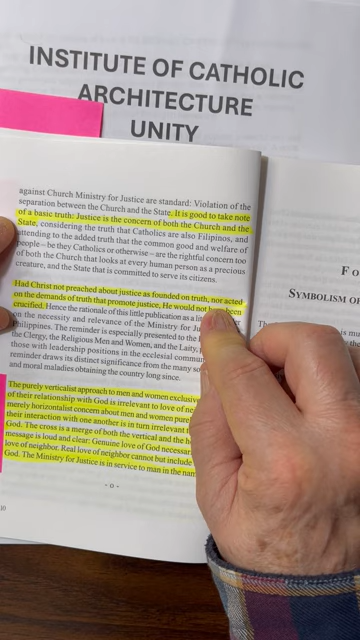 INSTITUTE OF CATHOLIC
ARCHITECTURE
UNITY
against Church Ministry for Justice are standard: Violation of the
separation between the Church and the State. It is good to take note
of a basic truth: Justice is the concern of both the Church and the
State, considering the truth that Catholics are also Filipinos, and
attending to the added truth that the common good and welfare of
people—be they Catholics or otherwise—are the rightful concern too
of both the Church that looks at every human person as a precious
creature, and the State that is committed to serve its citizens.
Had Christ not preached about justice as founded on truth, nor acted
on the demands of truth that promote justice, He would not have been
crucified. Hence the rationale of this little publication as a
on the necessity and relevance of the Ministry for
Philippines. The reminder is especially presented to the
the Clergy, the Religious Men and Women, and the Laity,
those with leadership positions in the ecclesial
reminder draws its distinct significance from the many
and moral maladies obtaining the country long since.
The purely verticalist approach to men and women
of their relationship with God is irrelevant to love of
merely horizontalist concern about men and women
their interaction with one another is in turn irrelevant
God. The cross is a merge of both the vertical and the
message is loud and clear: Genuine love of God
love of neighbor. Real love of neighbor cannot but include
God. The Ministry for Justice is in service to man in the
10
SYMBOLISM